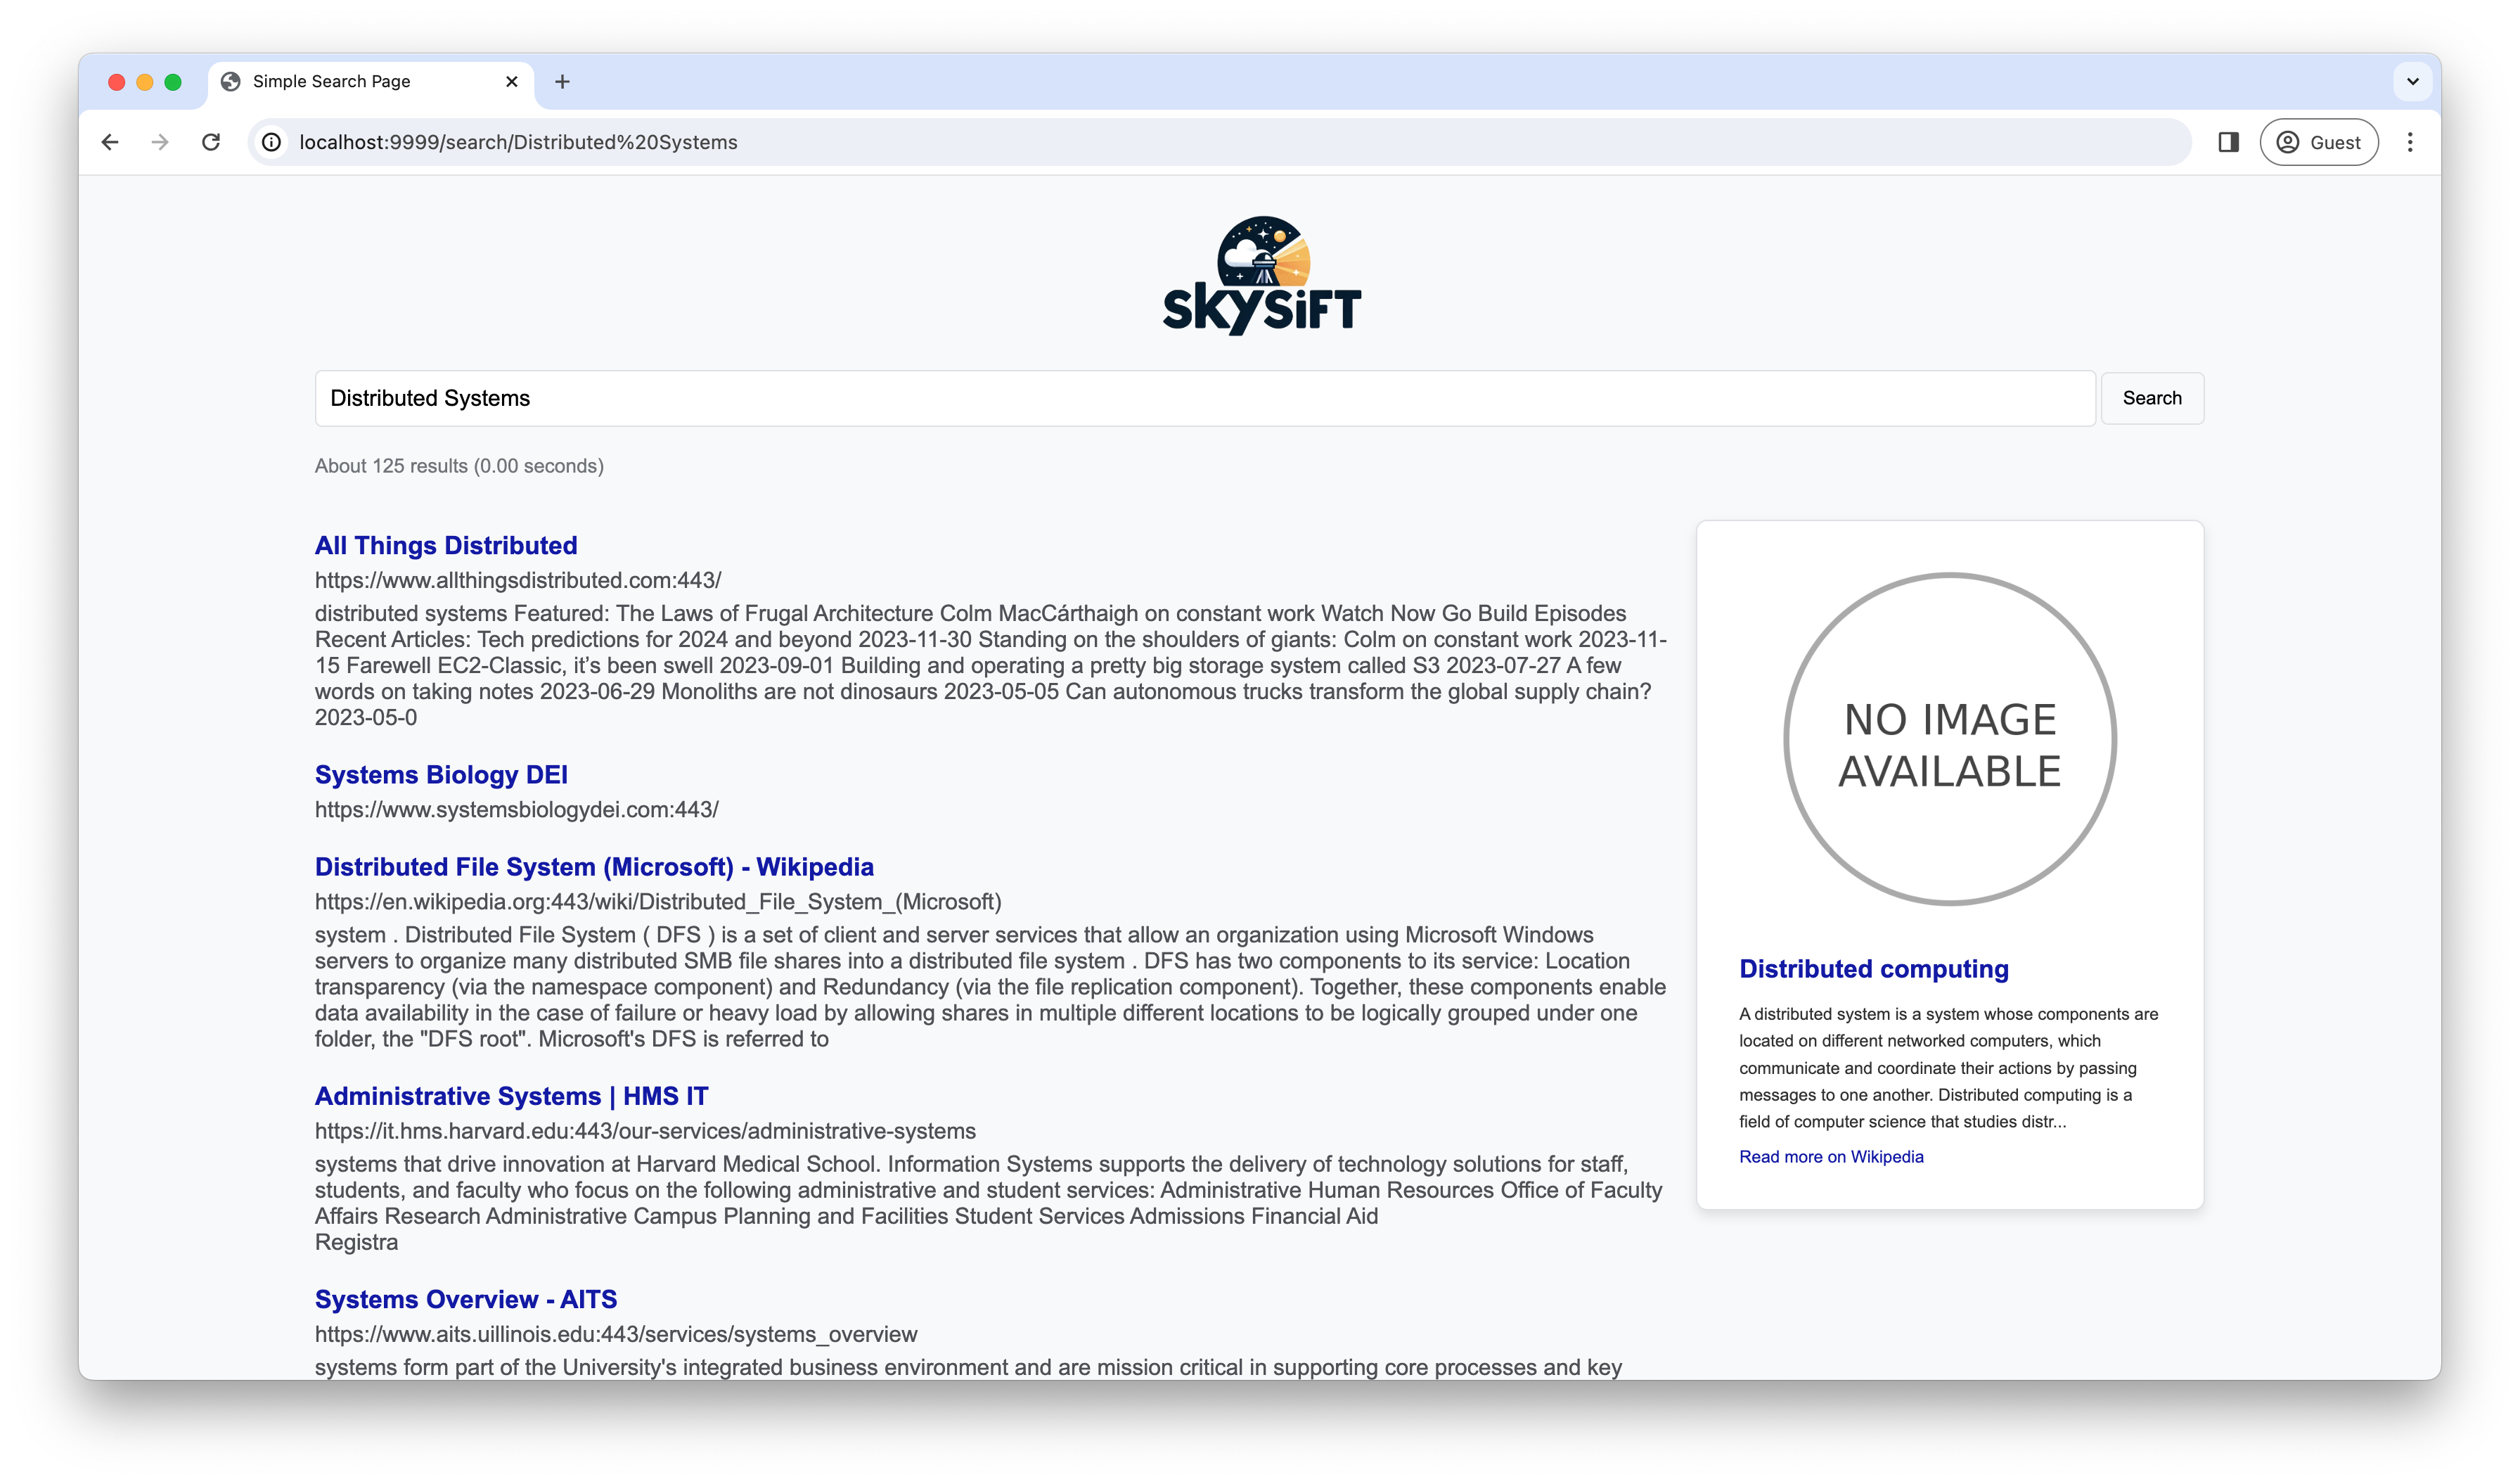 Simple Search Page
localhost:9999/search/Distributed%20Systems
Guest
SKYSiFT
Distributed Systems
Search
About 125 results (0.00 seconds)
All Things Distributed
https://www.allthingsdistributed.com:443/
distributed systems Featured: The Laws of Frugal Architecture Colm MacCárthaigh on constant work Watch Now Go Build Episodes
Recent Articles: Tech predictions for 2024 and beyond 2023-11-30 Standing on the shoulders of giants: Colm on constant work 2023-11-
15 Farewell EC2-Classic, it’s been swell 2023-09-01 Building and operating a pretty big storage system called S3 2023-07-27 A few
words on taking notes 2023-06-29 Monoliths are not dinosaurs 2023-05-05 Can autonomous trucks transform the global supply chain?
2023-05-0
Systems Biology DEI
https://www.systemsbiologydei.com:443/
Distributed File System (Microsoft) - Wikipedia
https://en.wikipedia.org:443/wiki/Distributed_File_System_(Microsoft)
system . Distributed File System ( DFS ) is a set of client and server services that allow an organization using Microsoft Windows
servers to organize many distributed SMB file shares into a distributed file system . DFS has two components to its service: Location
transparency (via the namespace component) and Redundancy (via the file replication component). Together, these components enable
data availability in the case of failure or heavy load by allowing shares in multiple different locations to be logically grouped under one
folder, the "DFS root". Microsoft's DFS is referred to
Administrative Systems | HMS IT
https://it.hms.harvard.edu:443/our-services/administrative-systems
systems that drive innovation at Harvard Medical School. Information Systems supports the delivery of technology solutions for staff,
students, and faculty who focus on the following administrative and student services: Administrative Human Resources Office of Faculty
Affairs Research Administrative Campus Planning and Facilities Student Services Admissions Financial Aid
Registra
Systems Overview - AITS
https://www.aits.uillinois.edu:443/services/systems_overview
systems form part of the University's integrated business environment and are mission critical in supporting core processes and key
NO IMAGE
AVAILABLE
Distributed computing
A distributed system is a system whose components are
located on different networked computers, which
communicate and coordinate their actions by passing
messages to one another. Distributed computing is a
field of computer science that studies distr...
Read more on Wikipedia